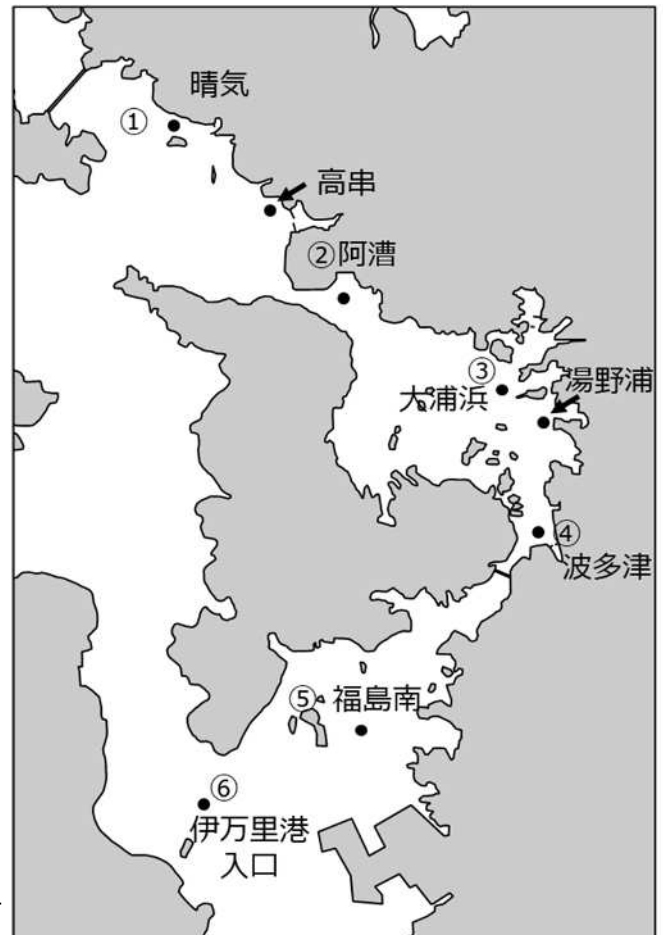 晴気
①
高串
②阿漕
③
湯野浦
大浦浜
④
波多津
⑤ 福島南
⑥
伊万里港
入口